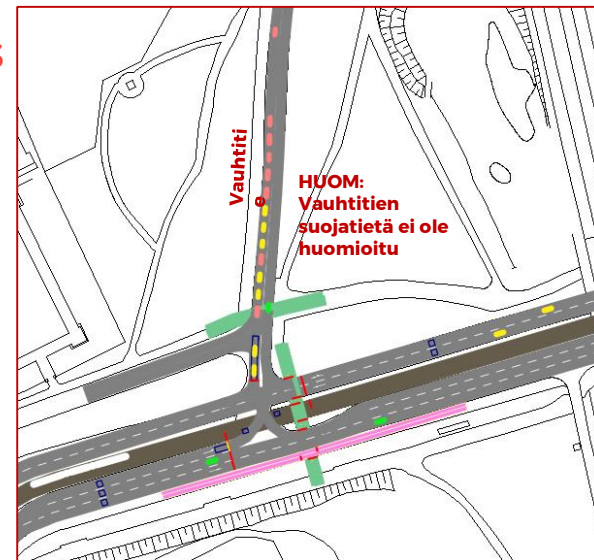 s
Vauhtiti
e
HUOM:
Vauhtitien
suojatietä ei ole
huomioitu